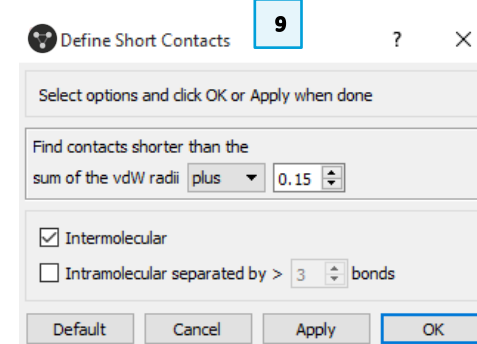 9
Define Short Contacts ? ×
Select options and click OK or Apply when done
Find contacts shorter than the
sum of the vdW radii plus 0.15
Intermolecular
Intramolecular separated by > 3 bonds
Default Cancel Apply OK